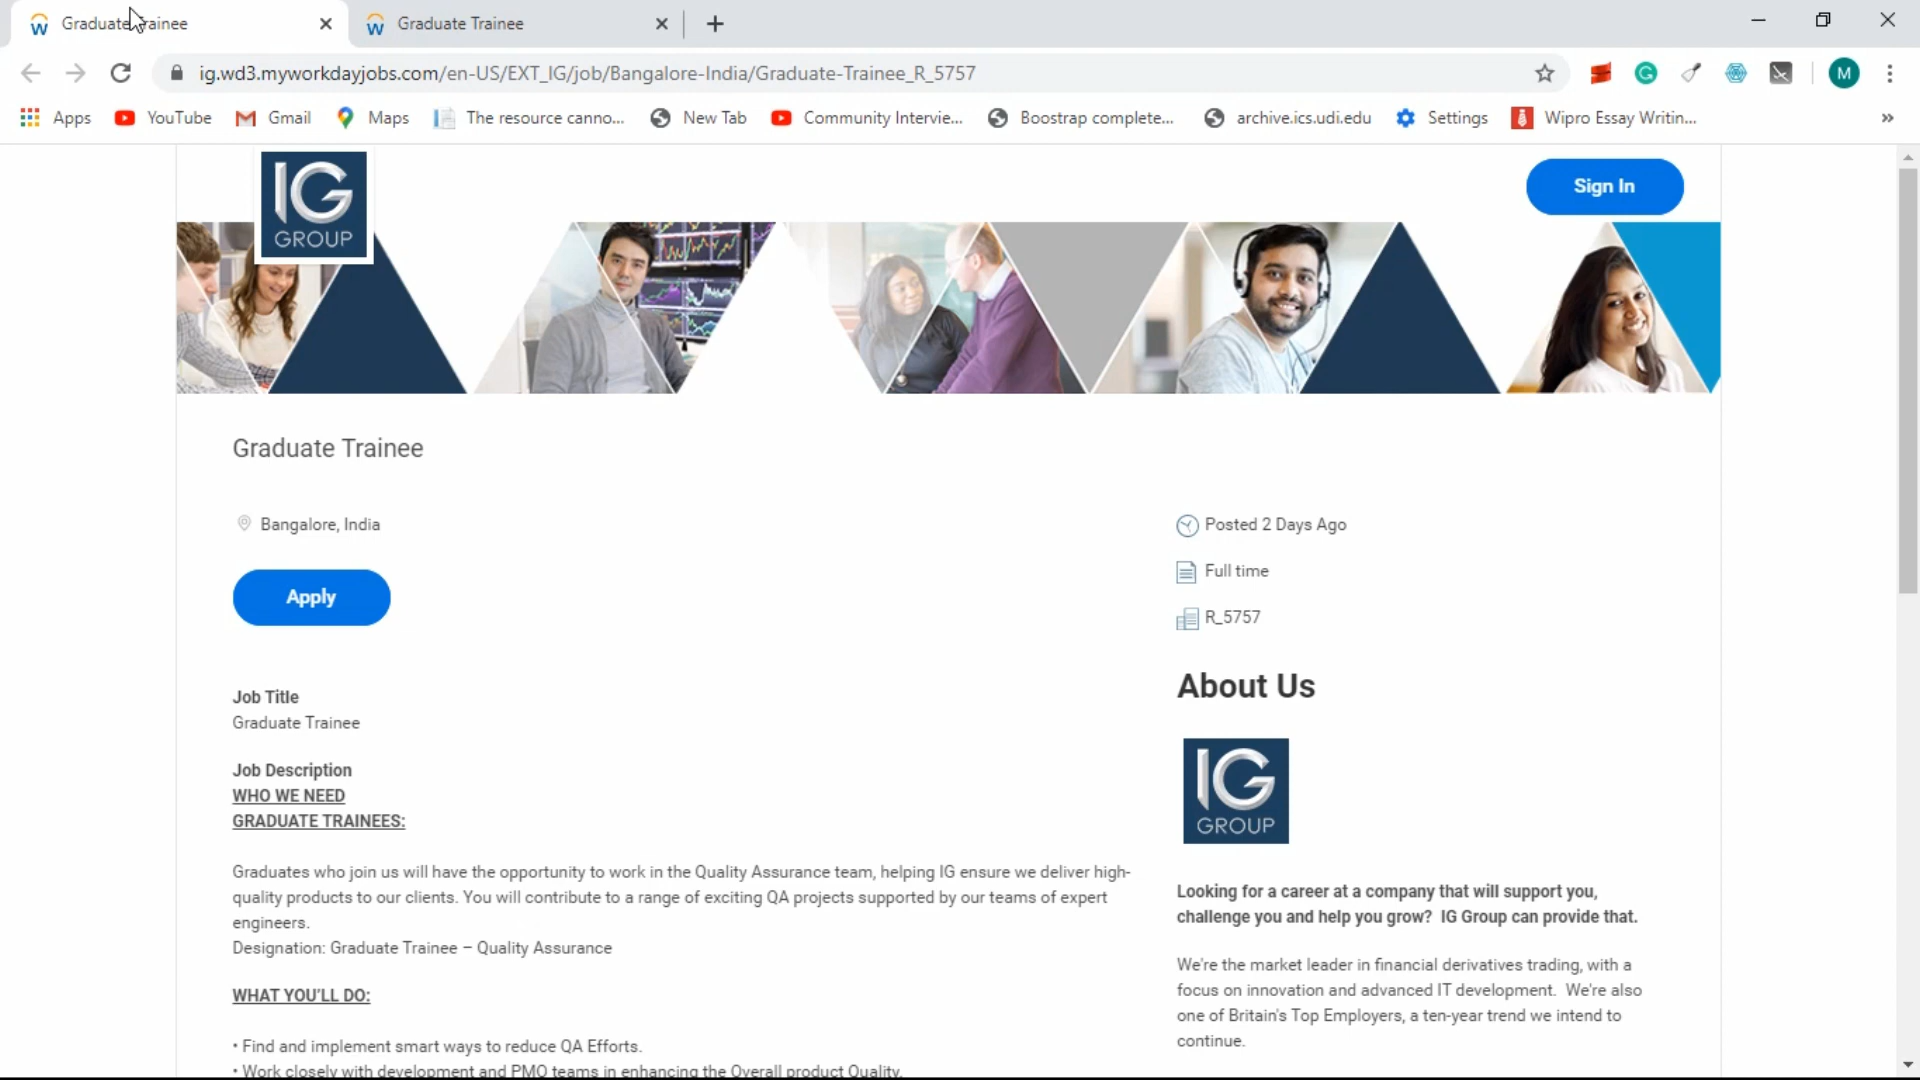 Graduate Trainee
Graduate Trainee
ig.wd3.myworkdayjobs.com/en-US/EXT_IG/job/Bangalore-India/Graduate-Trainee_R_5757
M
Apps
YouTube
Gmail
Maps
The resource canno...
New Tab
Community Intervie...
Boostrap complete...
archive.ics.udi.edu
Settings
Wipro Essay Writin...
»
IG
GROUP
Sign In
Graduate Trainee
Bangalore, India
Posted 2 Days Ago
Full time
R_5757
Apply
Job Title
Graduate Trainee
Job Description
WHO WE NEED
GRADUATE TRAINEES:
Graduates who join us will have the opportunity to work in the Quality Assurance team, helping IG ensure we deliver high-
quality products to our clients. You will contribute to a range of exciting QA projects supported by our teams of expert
engineers.
Designation: Graduate Trainee – Quality Assurance
WHAT YOU'LL DO:
• Find and implement smart ways to reduce QA Efforts.
• Work closely with development and PMO teams in enhancing the Overall product Quality.
About Us
IG
GROUP
Looking for a career at a company that will support you,
challenge you and help you grow? IG Group can provide that.
We're the market leader in financial derivatives trading, with a
focus on innovation and advanced IT development. We're also
one of Britain's Top Employers, a ten-year trend we intend to
continue.